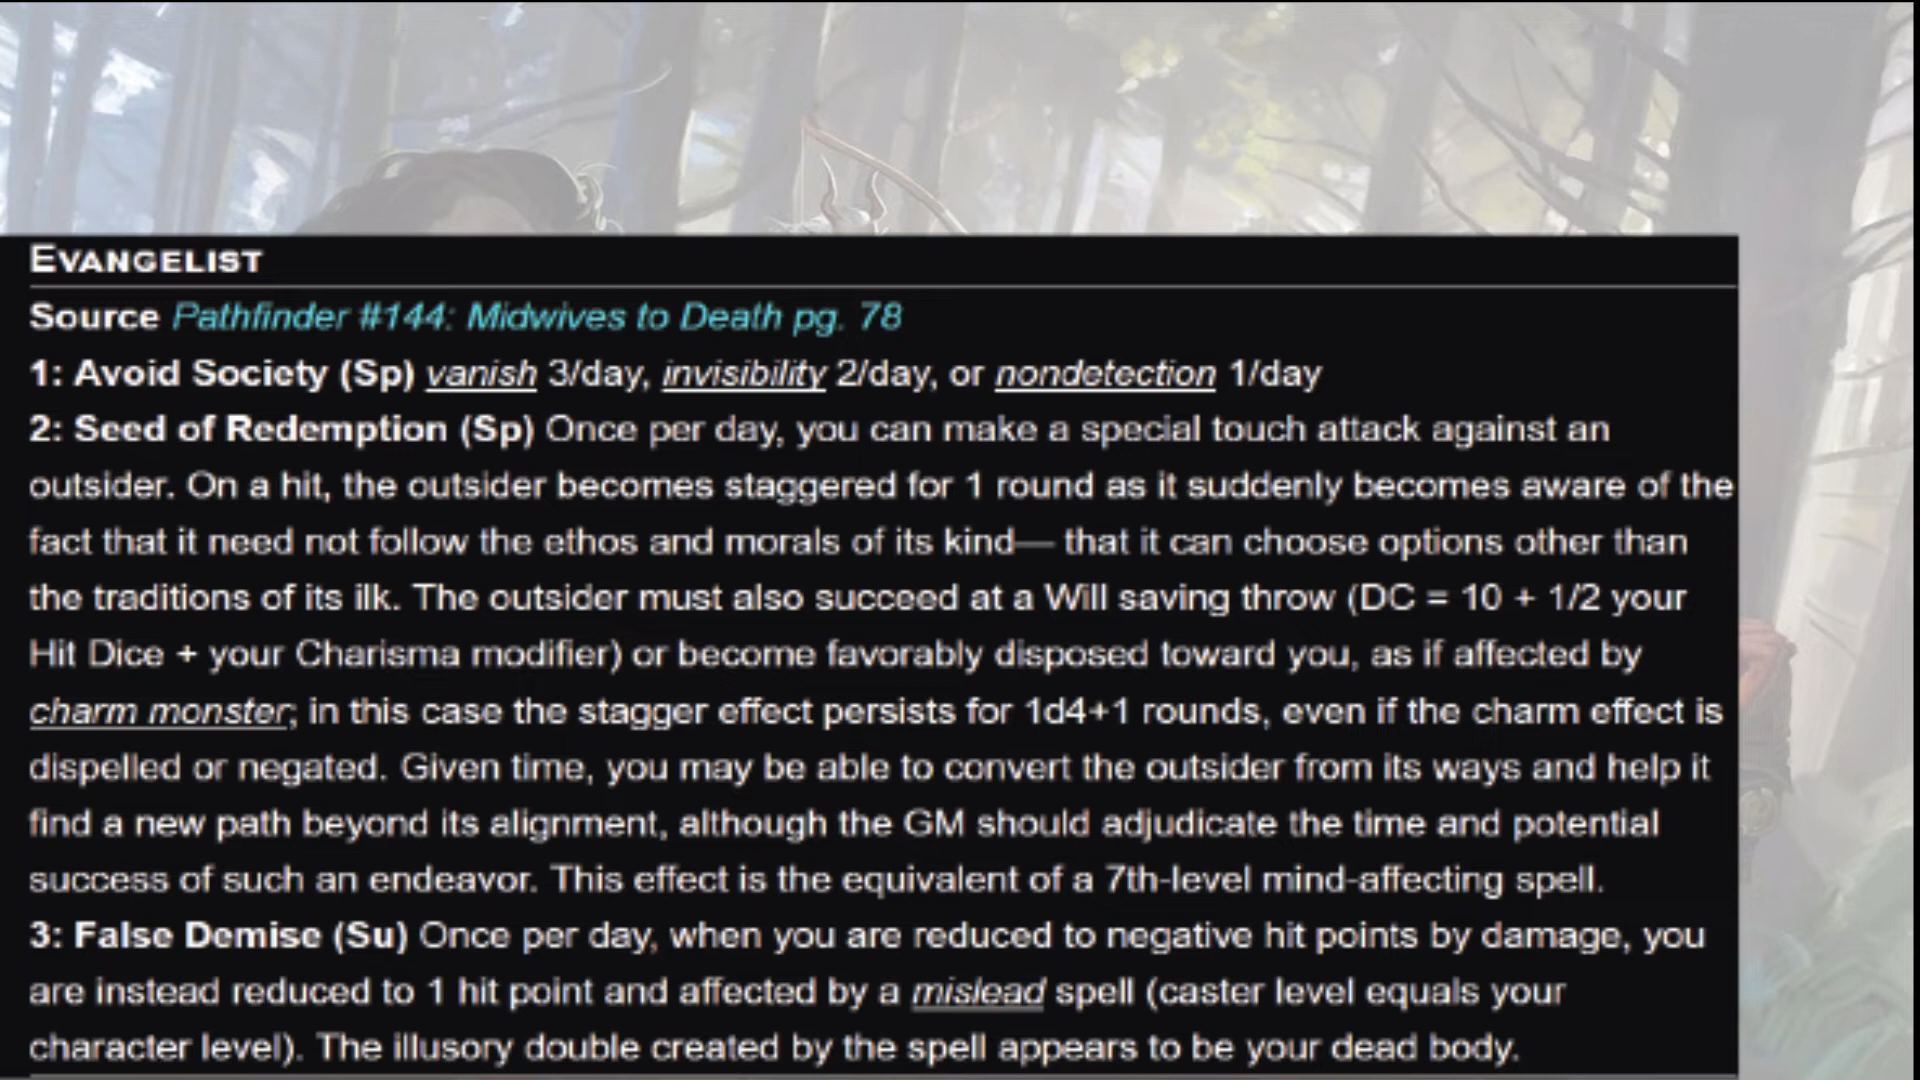 EVANGELIST
Source Pathfinder #144: Midwives to Death pg. 78
1: Avoid Society (Sp) vanish 3/day, invisibility 2/day, or nondetection 1/day
2: Seed of Redemption (Sp) Once per day, you can make a special touch attack against an
outsider. On a hit, the outsider becomes staggered for 1 round as it suddenly becomes aware of the
fact that it need not follow the ethos and morals of its kind— that it can choose options other than
the traditions of its ilk. The outsider must also succeed at a Will saving throw (DC = 10 + 1/2 your
Hit Dice + your Charisma modifier) or become favorably disposed toward you, as if affected by
charm monster; in this case the stagger effect persists for 1d4+1 rounds, even if the charm effect is
dispelled or negated. Given time, you may be able to convert the outsider from its ways and help it
find a new path beyond its alignment, although the GM should adjudicate the time and potential
success of such an endeavor. This effect is the equivalent of a 7th-level mind-affecting spell.
3: False Demise (Su) Once per day, when you are reduced to negative hit points by damage, you
are instead reduced to 1 hit point and affected by a mislead spell (caster level equals your
character level). The illusory double created by the spell appears to be your dead body.